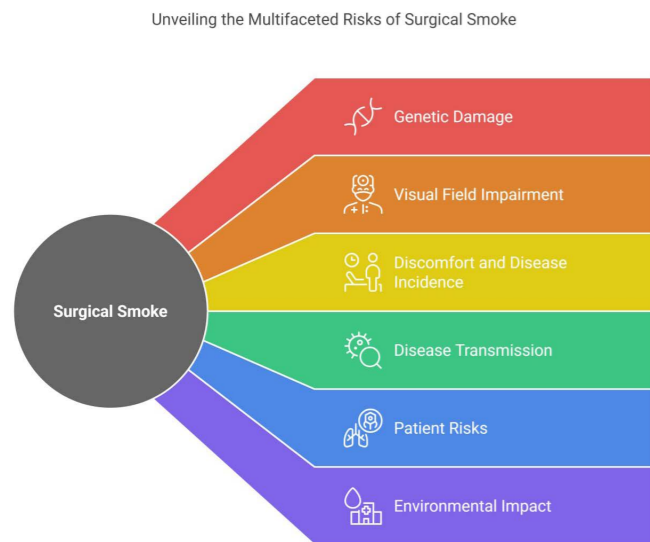 Unveiling the Multifaceted Risks of Surgical Smoke
Genetic Damage
Visual Field Impairment
Discomfort and Disease
Incidence
Surgical Smoke
Disease Transmission
Patient Risks
Environmental Impact